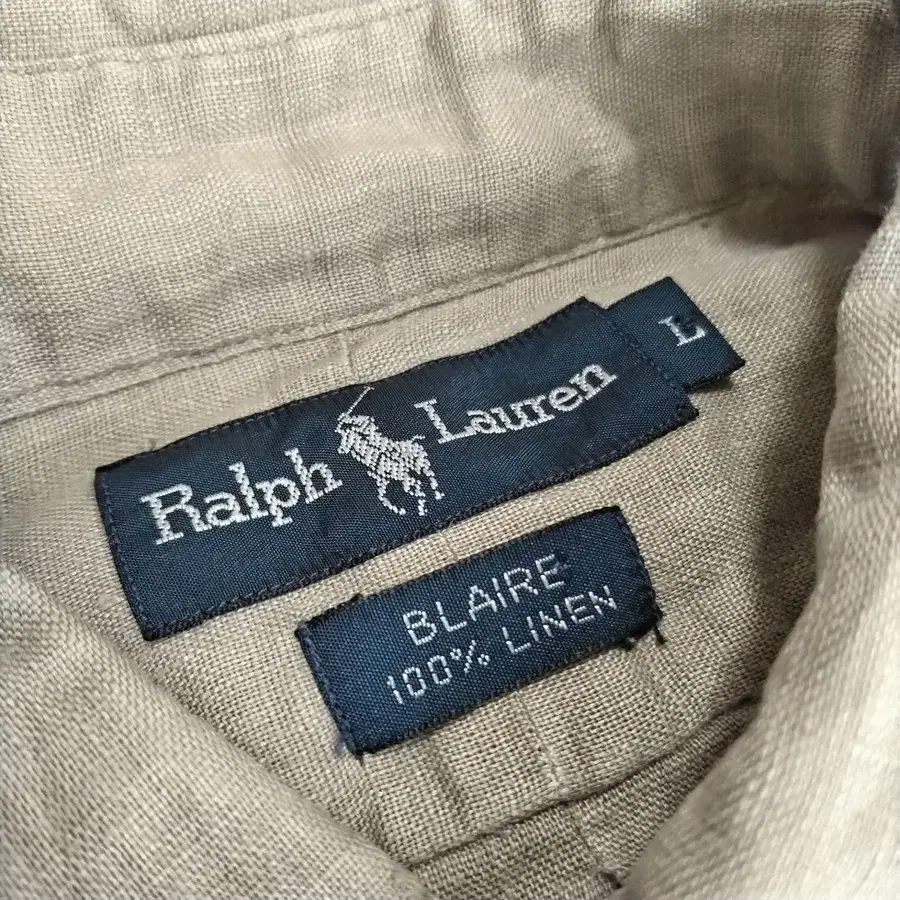 Ralph Lauren
L
BLAIRE
100% LINEN